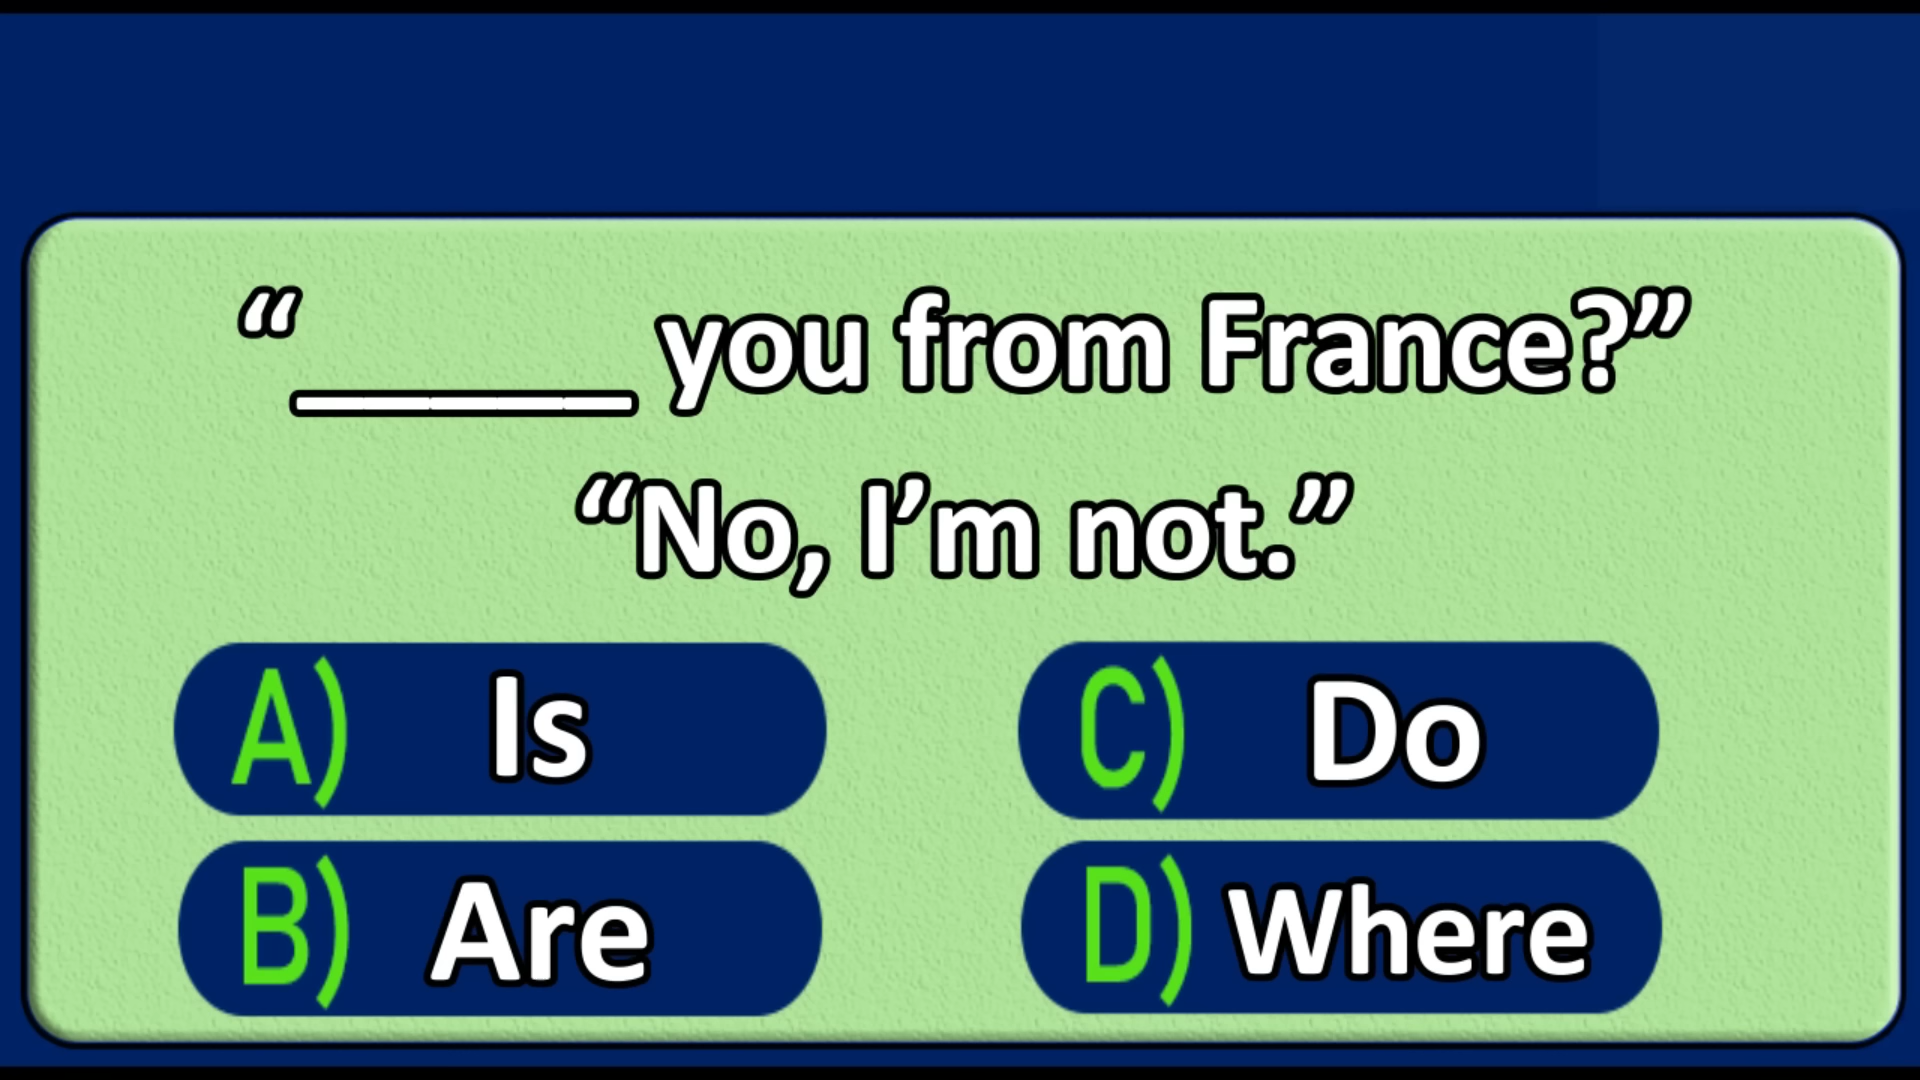 “_____ you from France?”
“No, I’m not.”
A) Is
B) Are
C) Do
D) Where